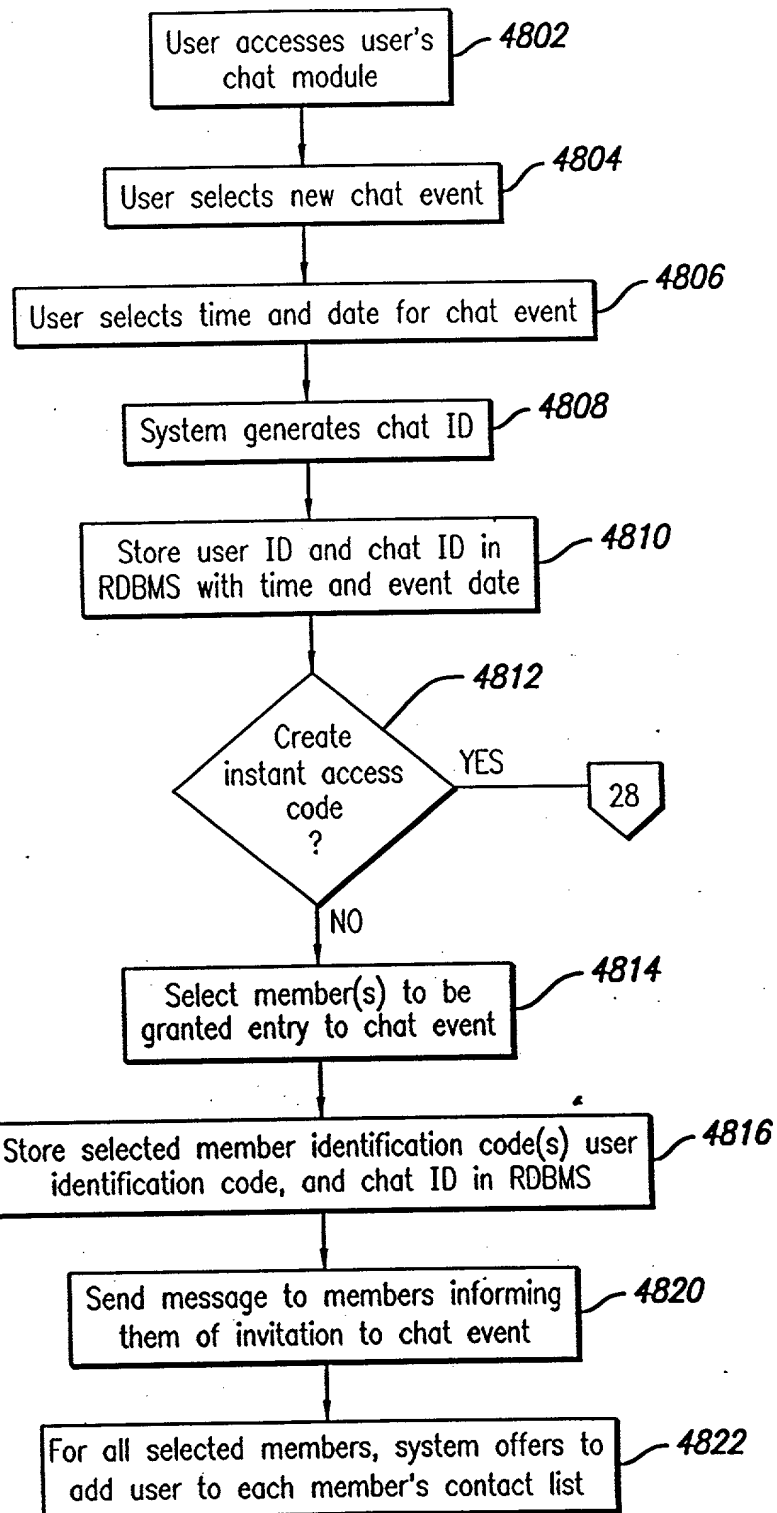 User accesses user's
chat module
4802
User selects new chat event
4804
User selects time and date for chat event
4806
System generates chat ID
4808
Store user ID and chat ID in
RDBMS with time and event date
4810
Create
instant access
code
?
4812
YES
28
NO
Select member(s) to be
granted entry to chat event
4814
Store selected member identification code(s) user
identification code, and chat ID in RDBMS
4816
Send message to members informing
them of invitation to chat event
4820
For all selected members, system offers to
add user to each member's contact list
4822